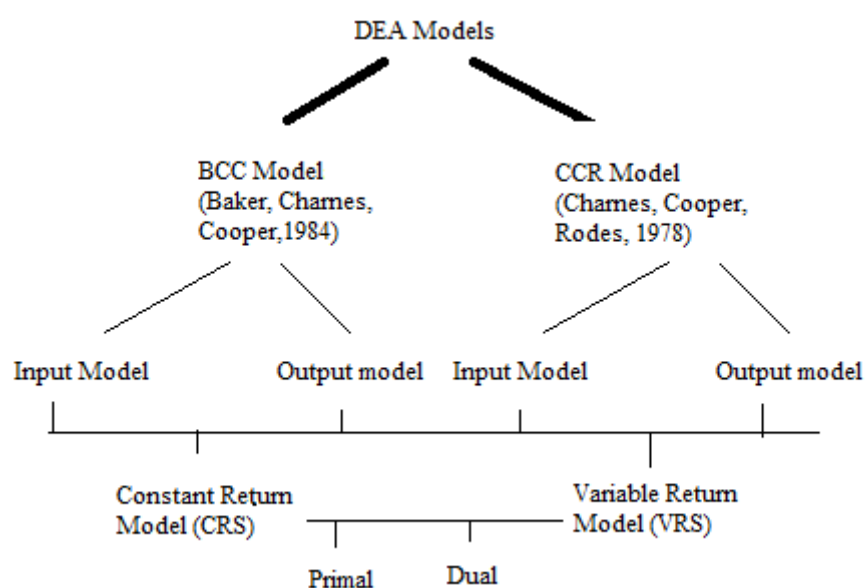 DEA Models
BCC Model
(Baker, Charnes,
Cooper,1984)
CCR Model
(Charnes, Cooper,
Rodes, 1978)
Input Model
Output model
Input Model
Output model
Constant Return
Model (CRS)
Variable Return
Model (VRS)
Primal
Dual